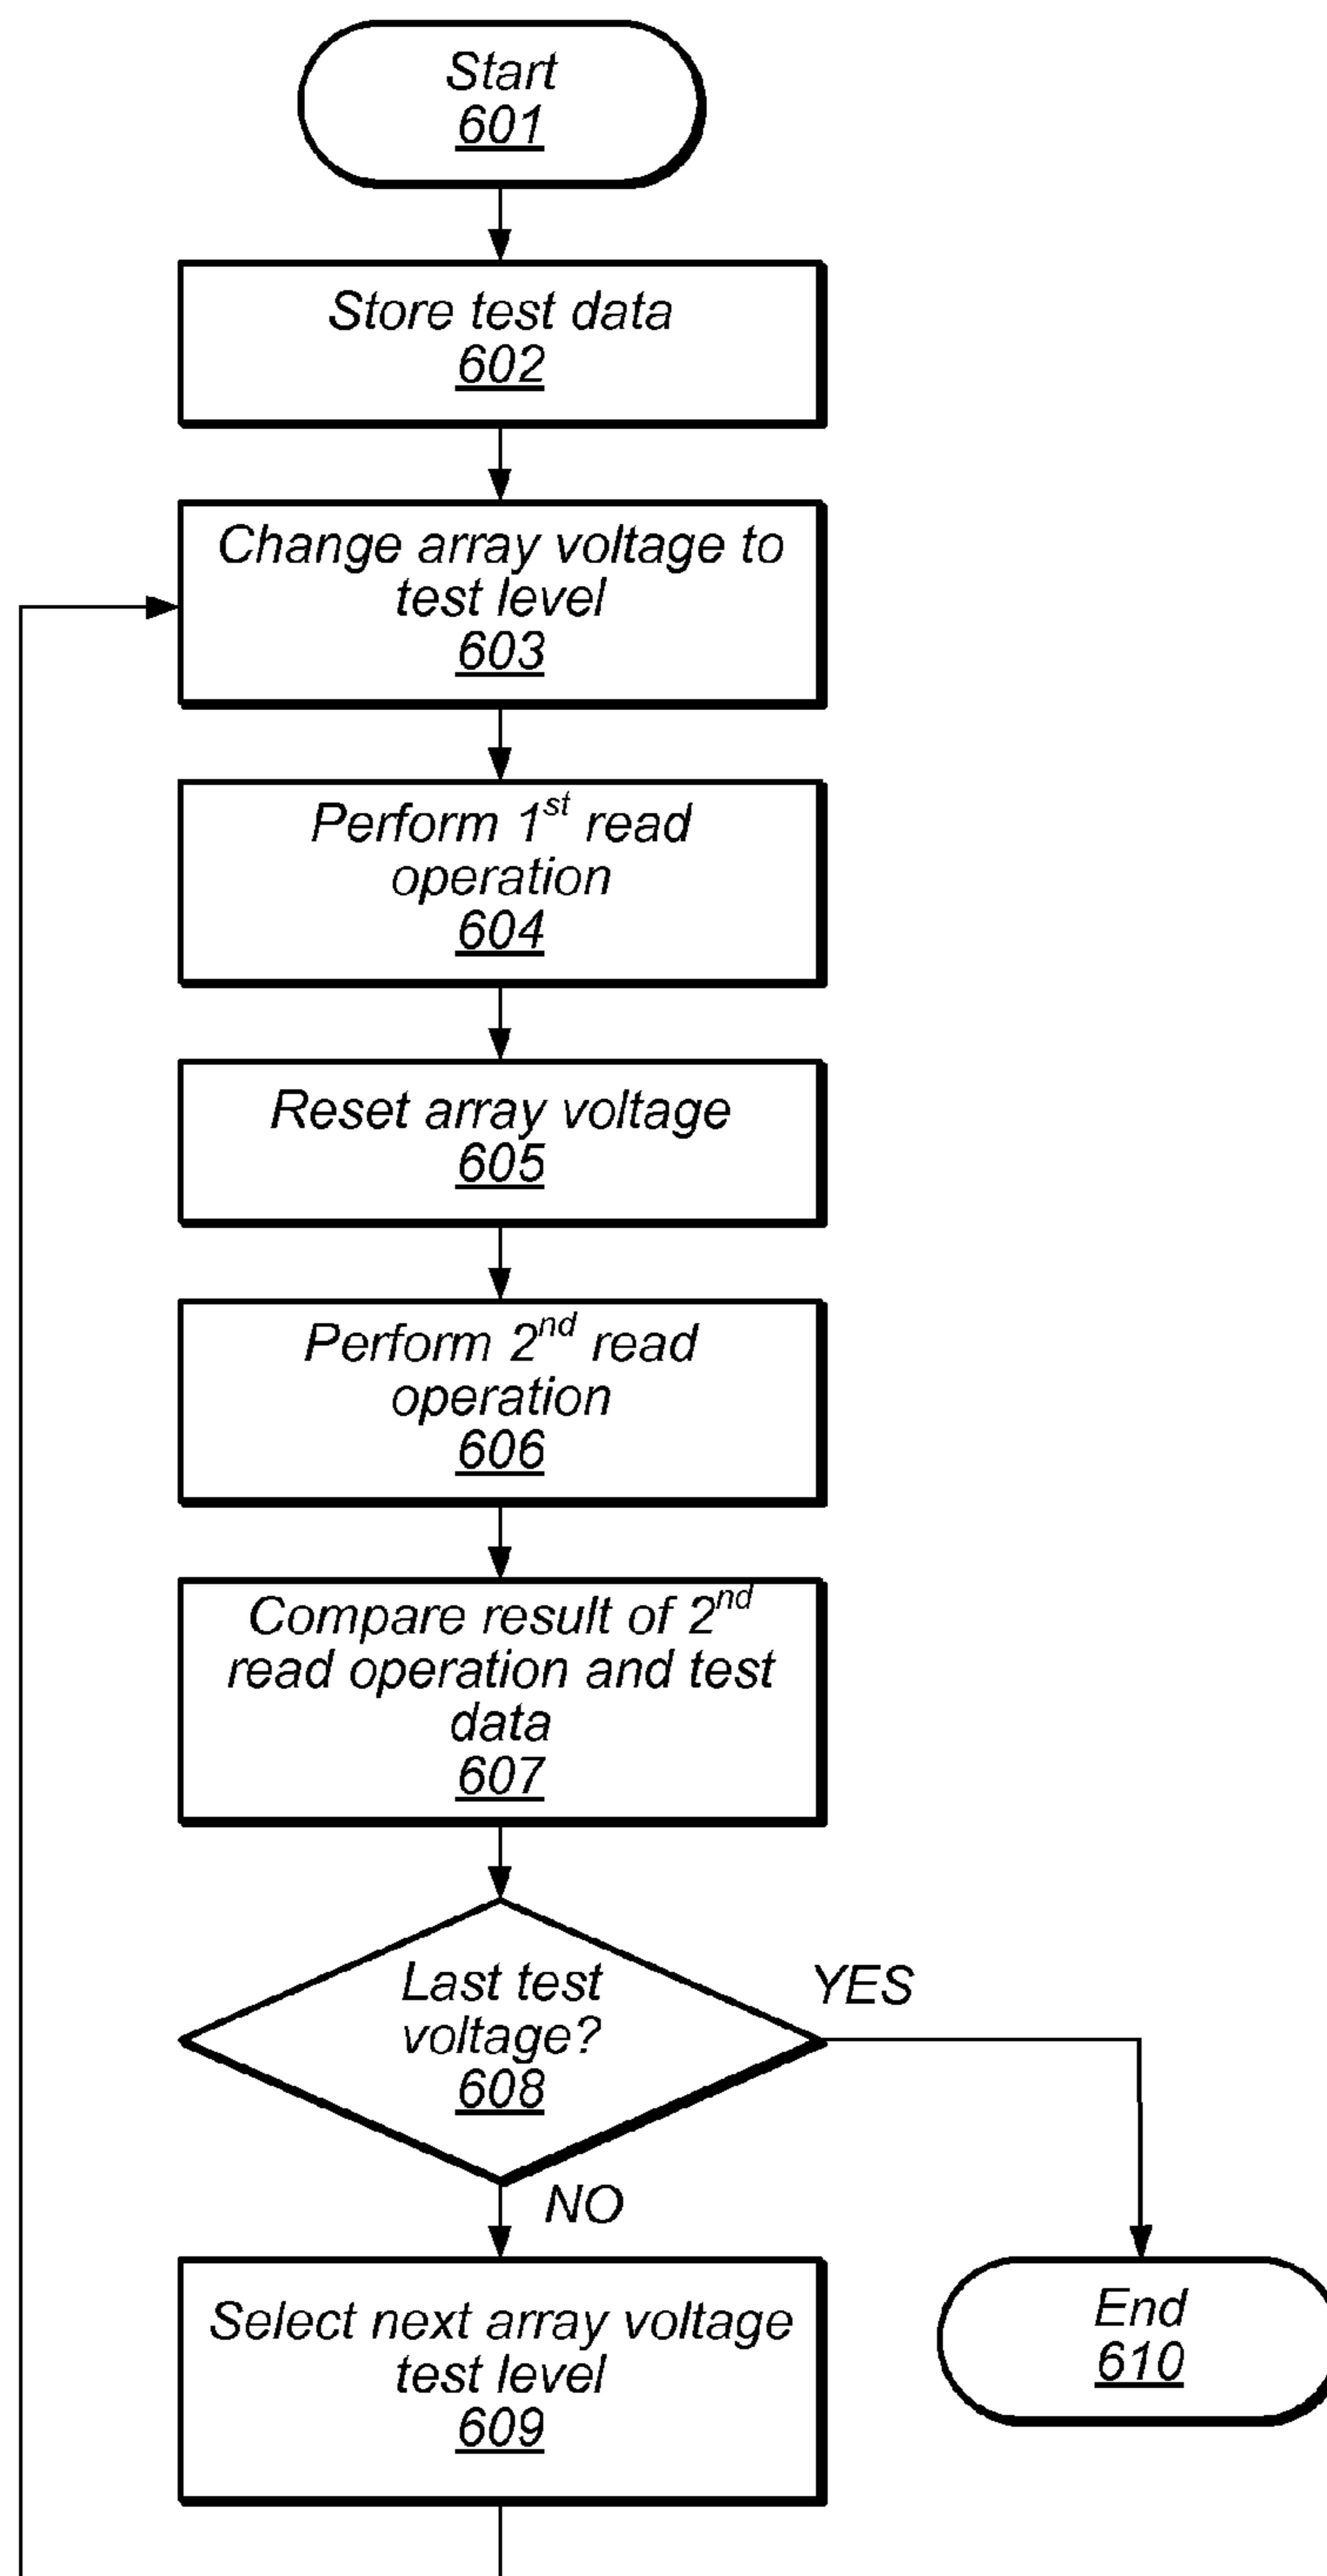 Start
601
Store test data
602
Change array voltage to
test level
603
Perform 1st read
operation
604
Reset array voltage
605
Perform 2nd read
operation
606
Compare result of 2nd
read operation and test
data
607
Last test
voltage?
608
YES
NO
Select next array voltage
test level
609
End
610